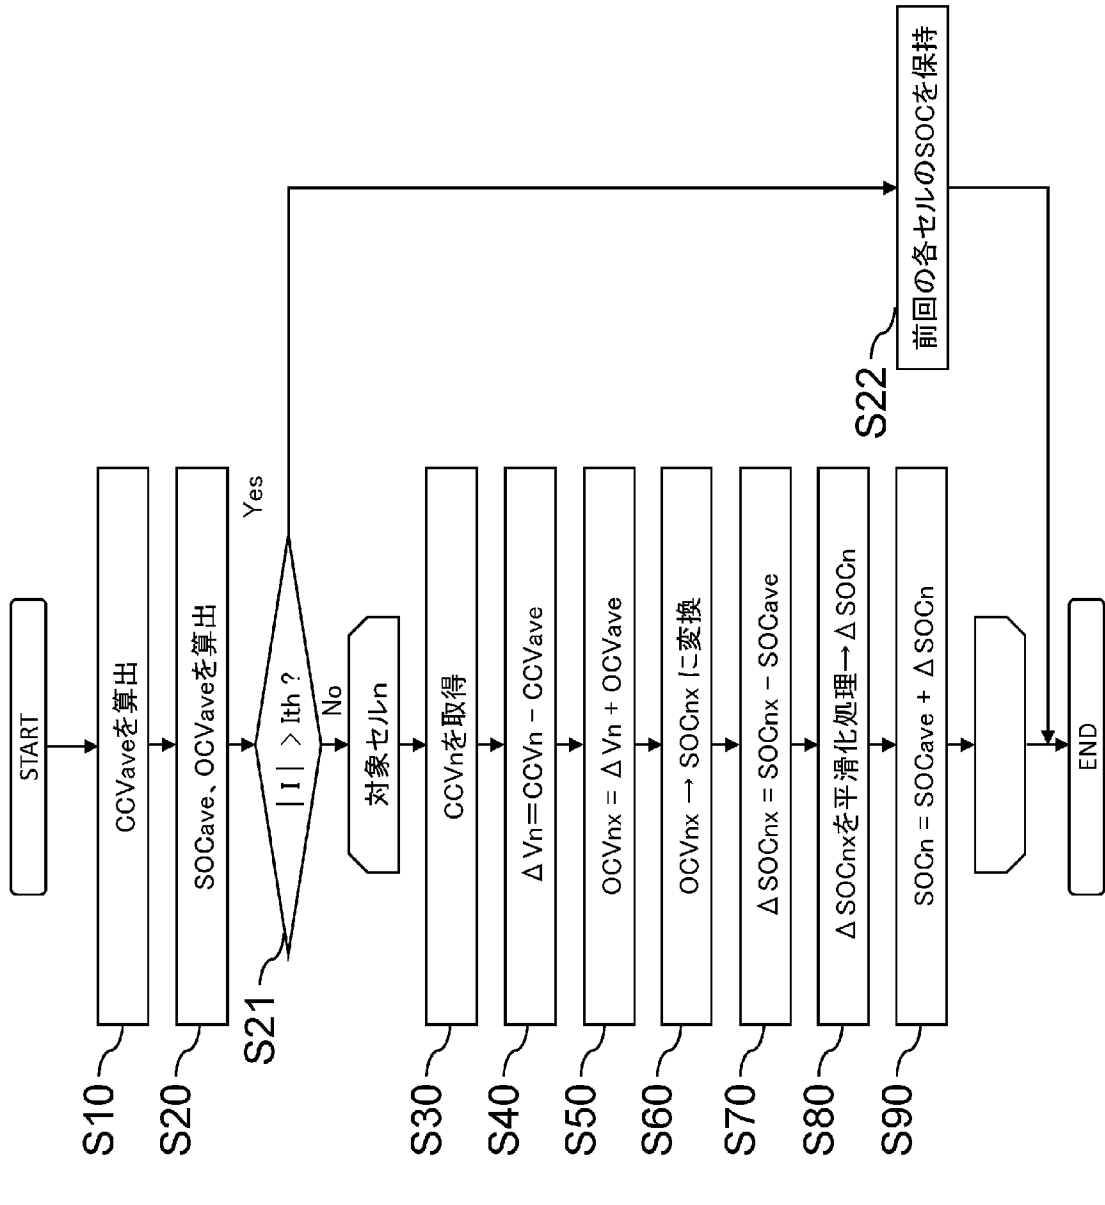 START
S10
CCVaveを算出
S20
SOCave、OCVaveを算出
S21
| I | > Ith ?
Yes
No
対象セルn
S30
CCVnを取得
S40
ΔVn=CCVn - CCVave
S50
OCVnx = ΔVn + OCVave
S60
OCVnx → SOCnx に変換
S70
ΔSOCnx = SOCnx - SOCave
S80
ΔSOCnxを平滑化処理→ΔSOCn
S90
SOCn = SOCave + ΔSOCn
S22
前回の各セルのSOCを保持
END